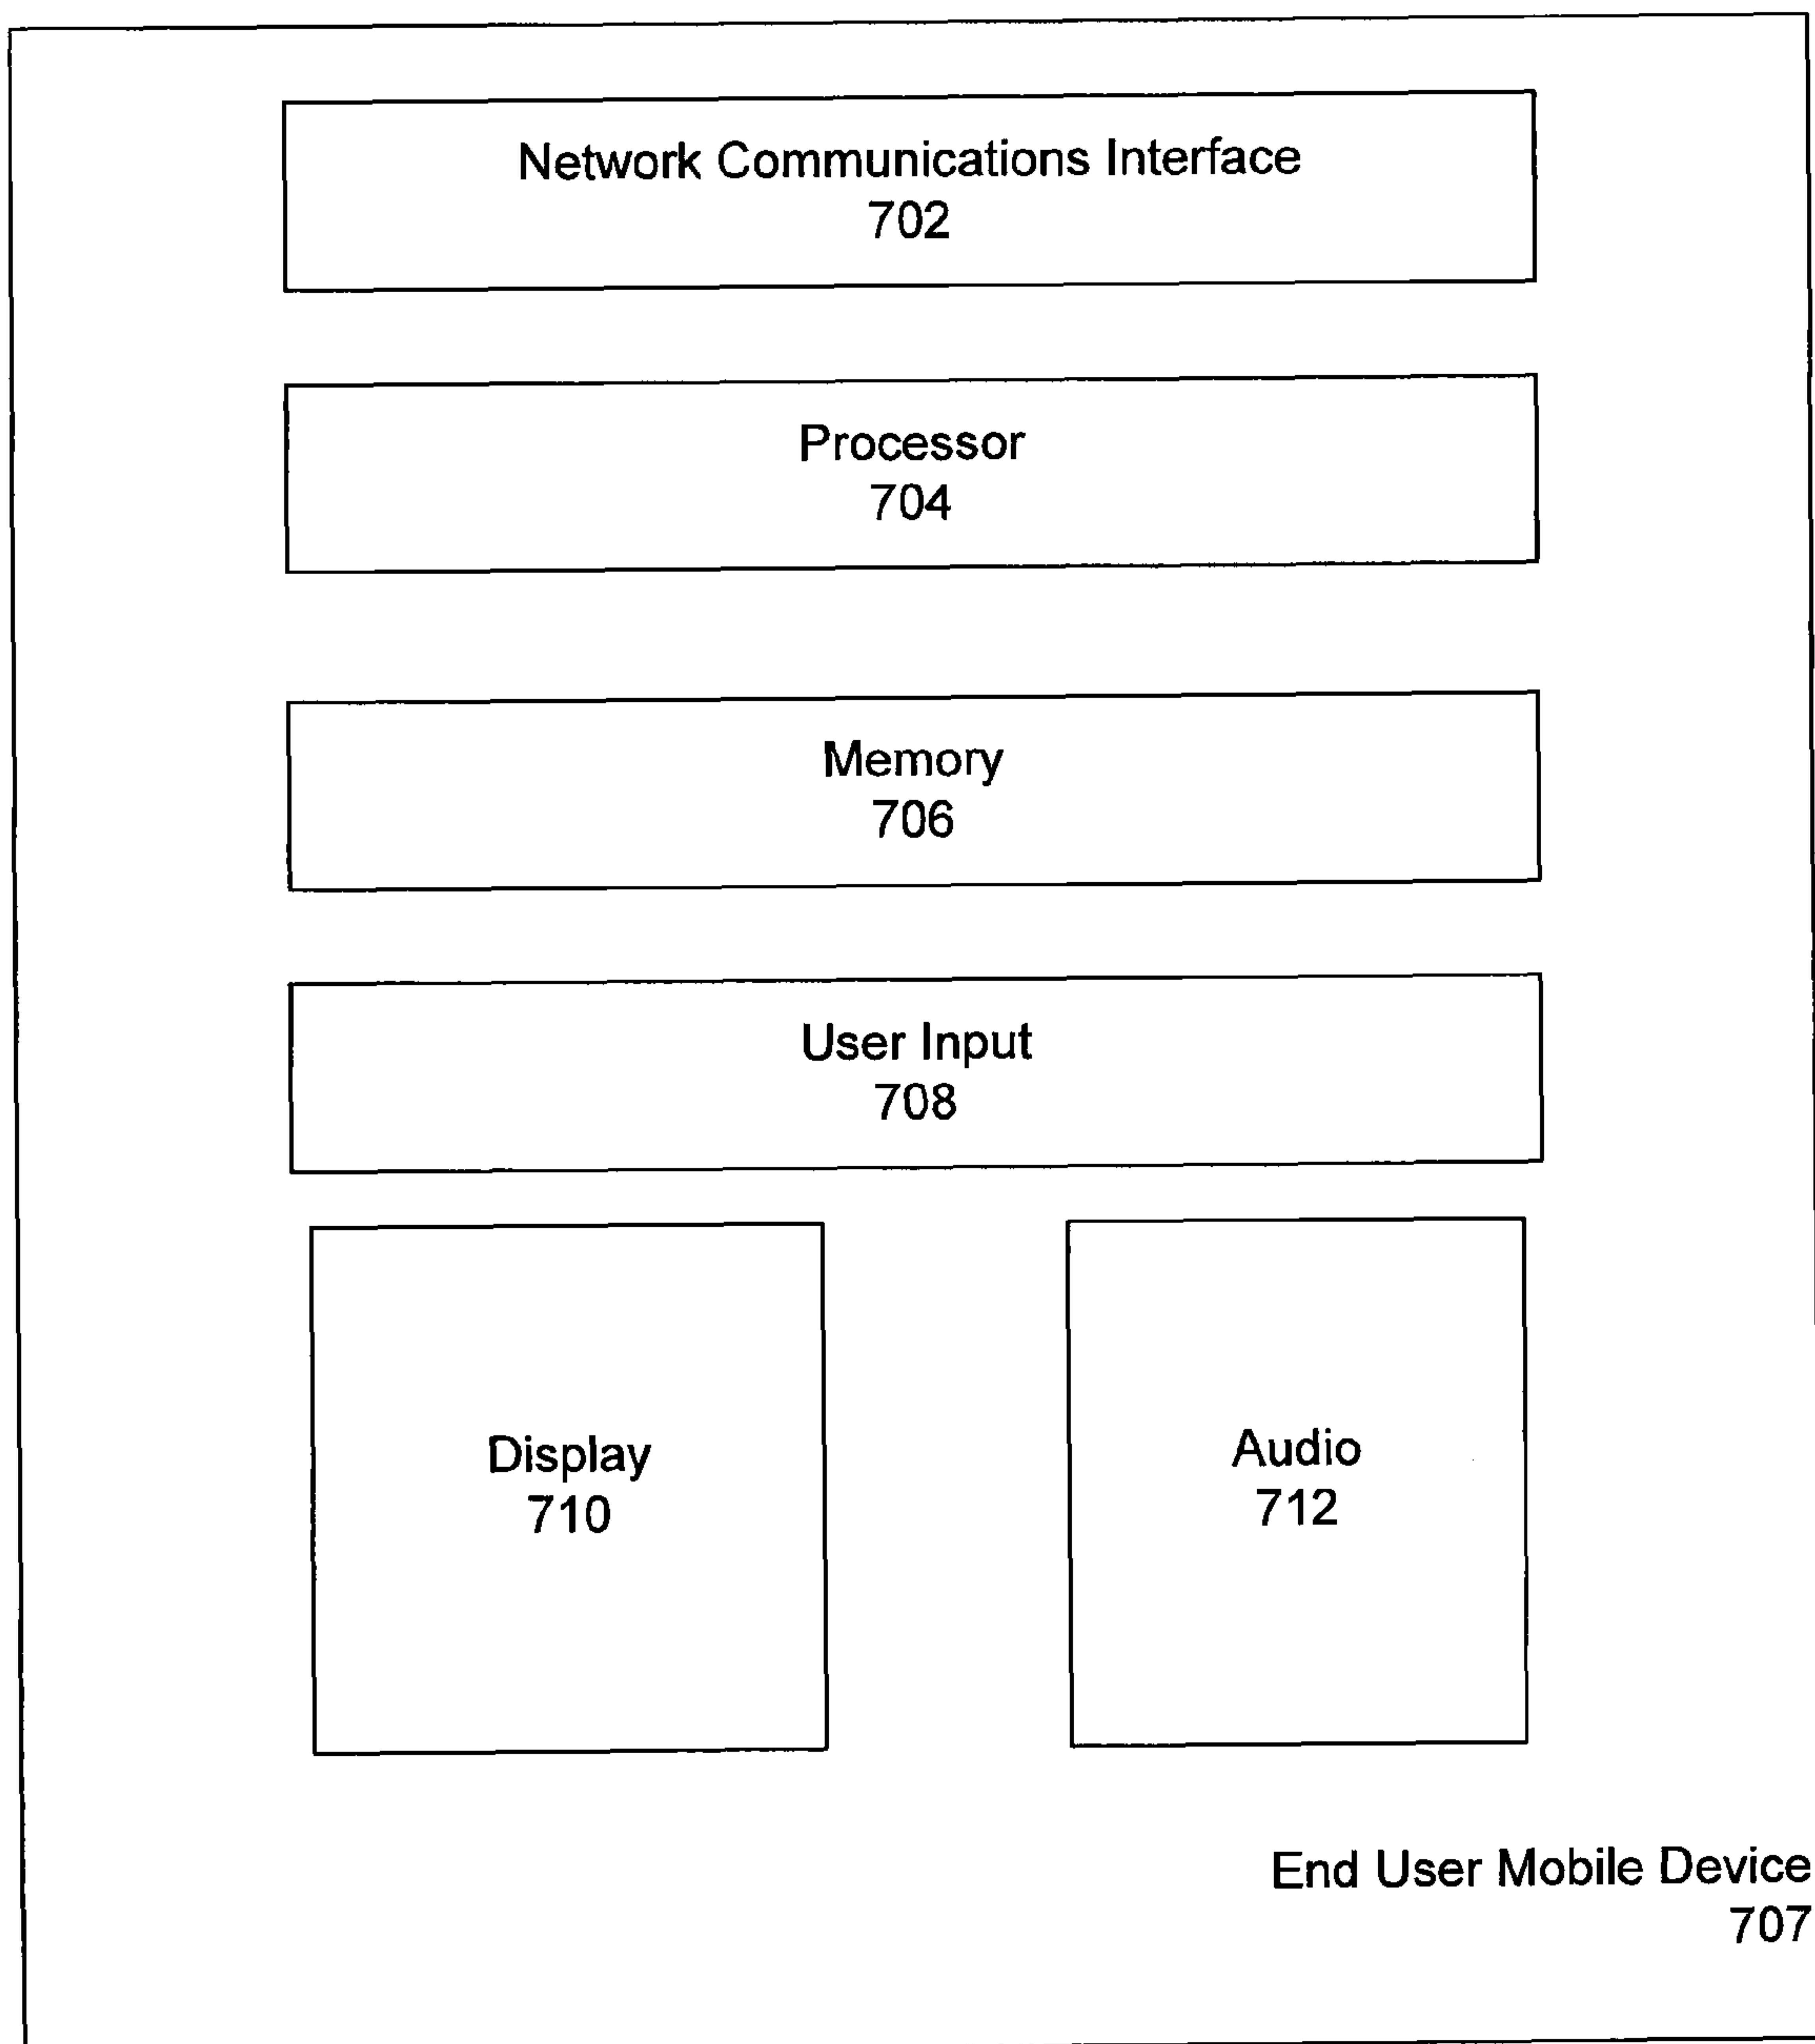 Network Communications Interface
702
Processor
704
Memory
706
User Input
708
Display
710
Audio
712
End User Mobile Device
707